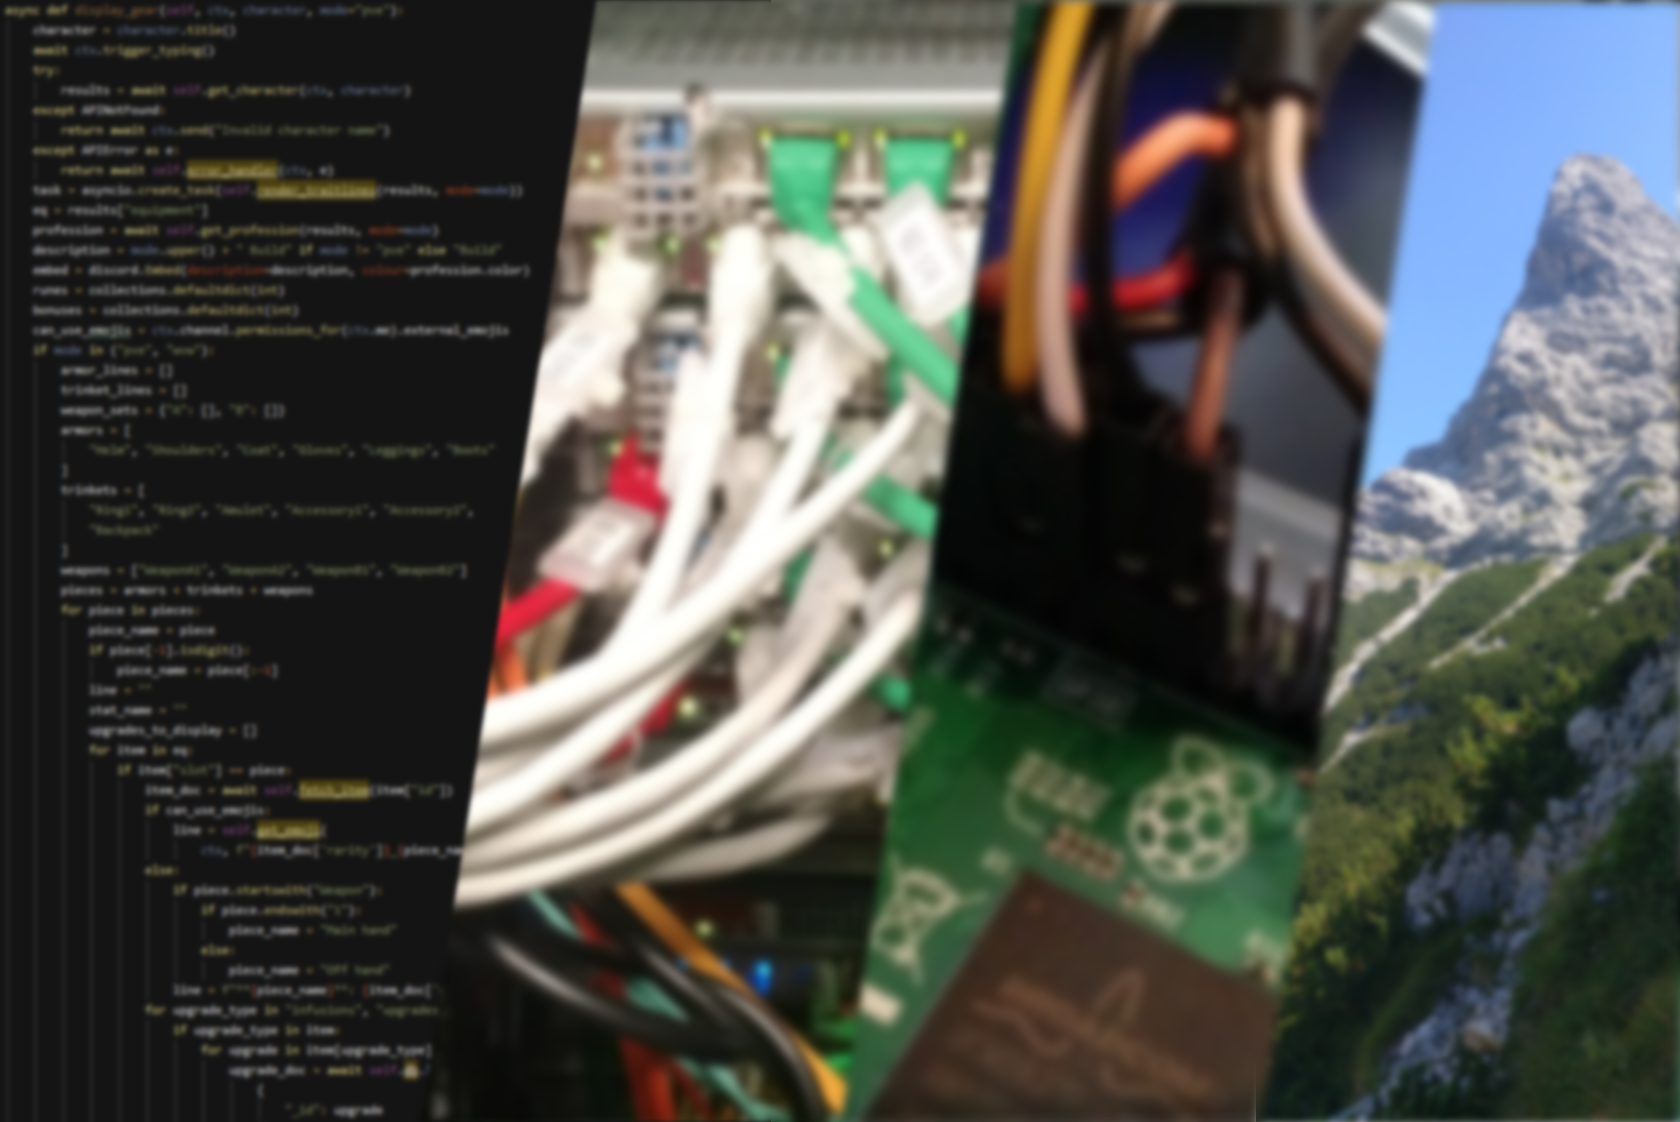 async def display_gear(self, ctx, character, mode="pve"):
character = character.title()
await ctx.trigger_typing()
try:
results = await self.get_character(ctx, character)
except APINotFound:
return await ctx.send("Invalid character name")
except APIError as e:
return await self.error_handler(ctx, e)
task = asyncio.create_task(self.render_traitlines(results, mode=mode))
eq = results["equipment"]
profession = await self.get_profession(results, mode=mode)
description = mode.upper() + " Build" if mode != "pve" else "Build"
embed = discord.Embed(description=description, colour=profession.color)
runes = collections.defaultdict(int)
bonuses = collections.defaultdict(int)
can_use_emojis = ctx.channel.permissions_for(ctx.me).external_emojis
if mode in ("pve", "wvw"):
armor_lines = []
trinket_lines = []
weapon_sets = {"A": [], "B": []}
armors = [
"Helm", "Shoulders", "Coat", "Gloves", "Leggings", "Boots"
]
trinkets = [
"Ring1", "Ring2", "Amulet", "Accessory1", "Accessory2",
"Backpack"
]
weapons = ["WeaponA1", "WeaponA2", "WeaponB1", "WeaponB2"]
pieces = armors + trinkets + weapons
for piece in pieces:
piece_name = piece
if piece[-1].isdigit():
piece_name = piece[:-1]
line = ""
stat_name = ""
upgrades_to_display = []
for item in eq:
if item["slot"] == piece:
item_doc = await self.fetch_item(item["id"])
if can_use_emojis:
line = self.get_emoji(
ctx, f"{item_doc['rarity']}_{piece_na
else:
if piece.startswith("Weapon"):
if piece.endswith("1"):
piece_name = "Main hand"
else:
piece_name = "Off hand"
line = f"**{piece_name}**: {item_doc['
for upgrade_type in "infusions", "upgrades
if upgrade_type in item:
for upgrade in item[upgrade_type]
upgrade_doc = await self.db.
{
"_id": upgrade